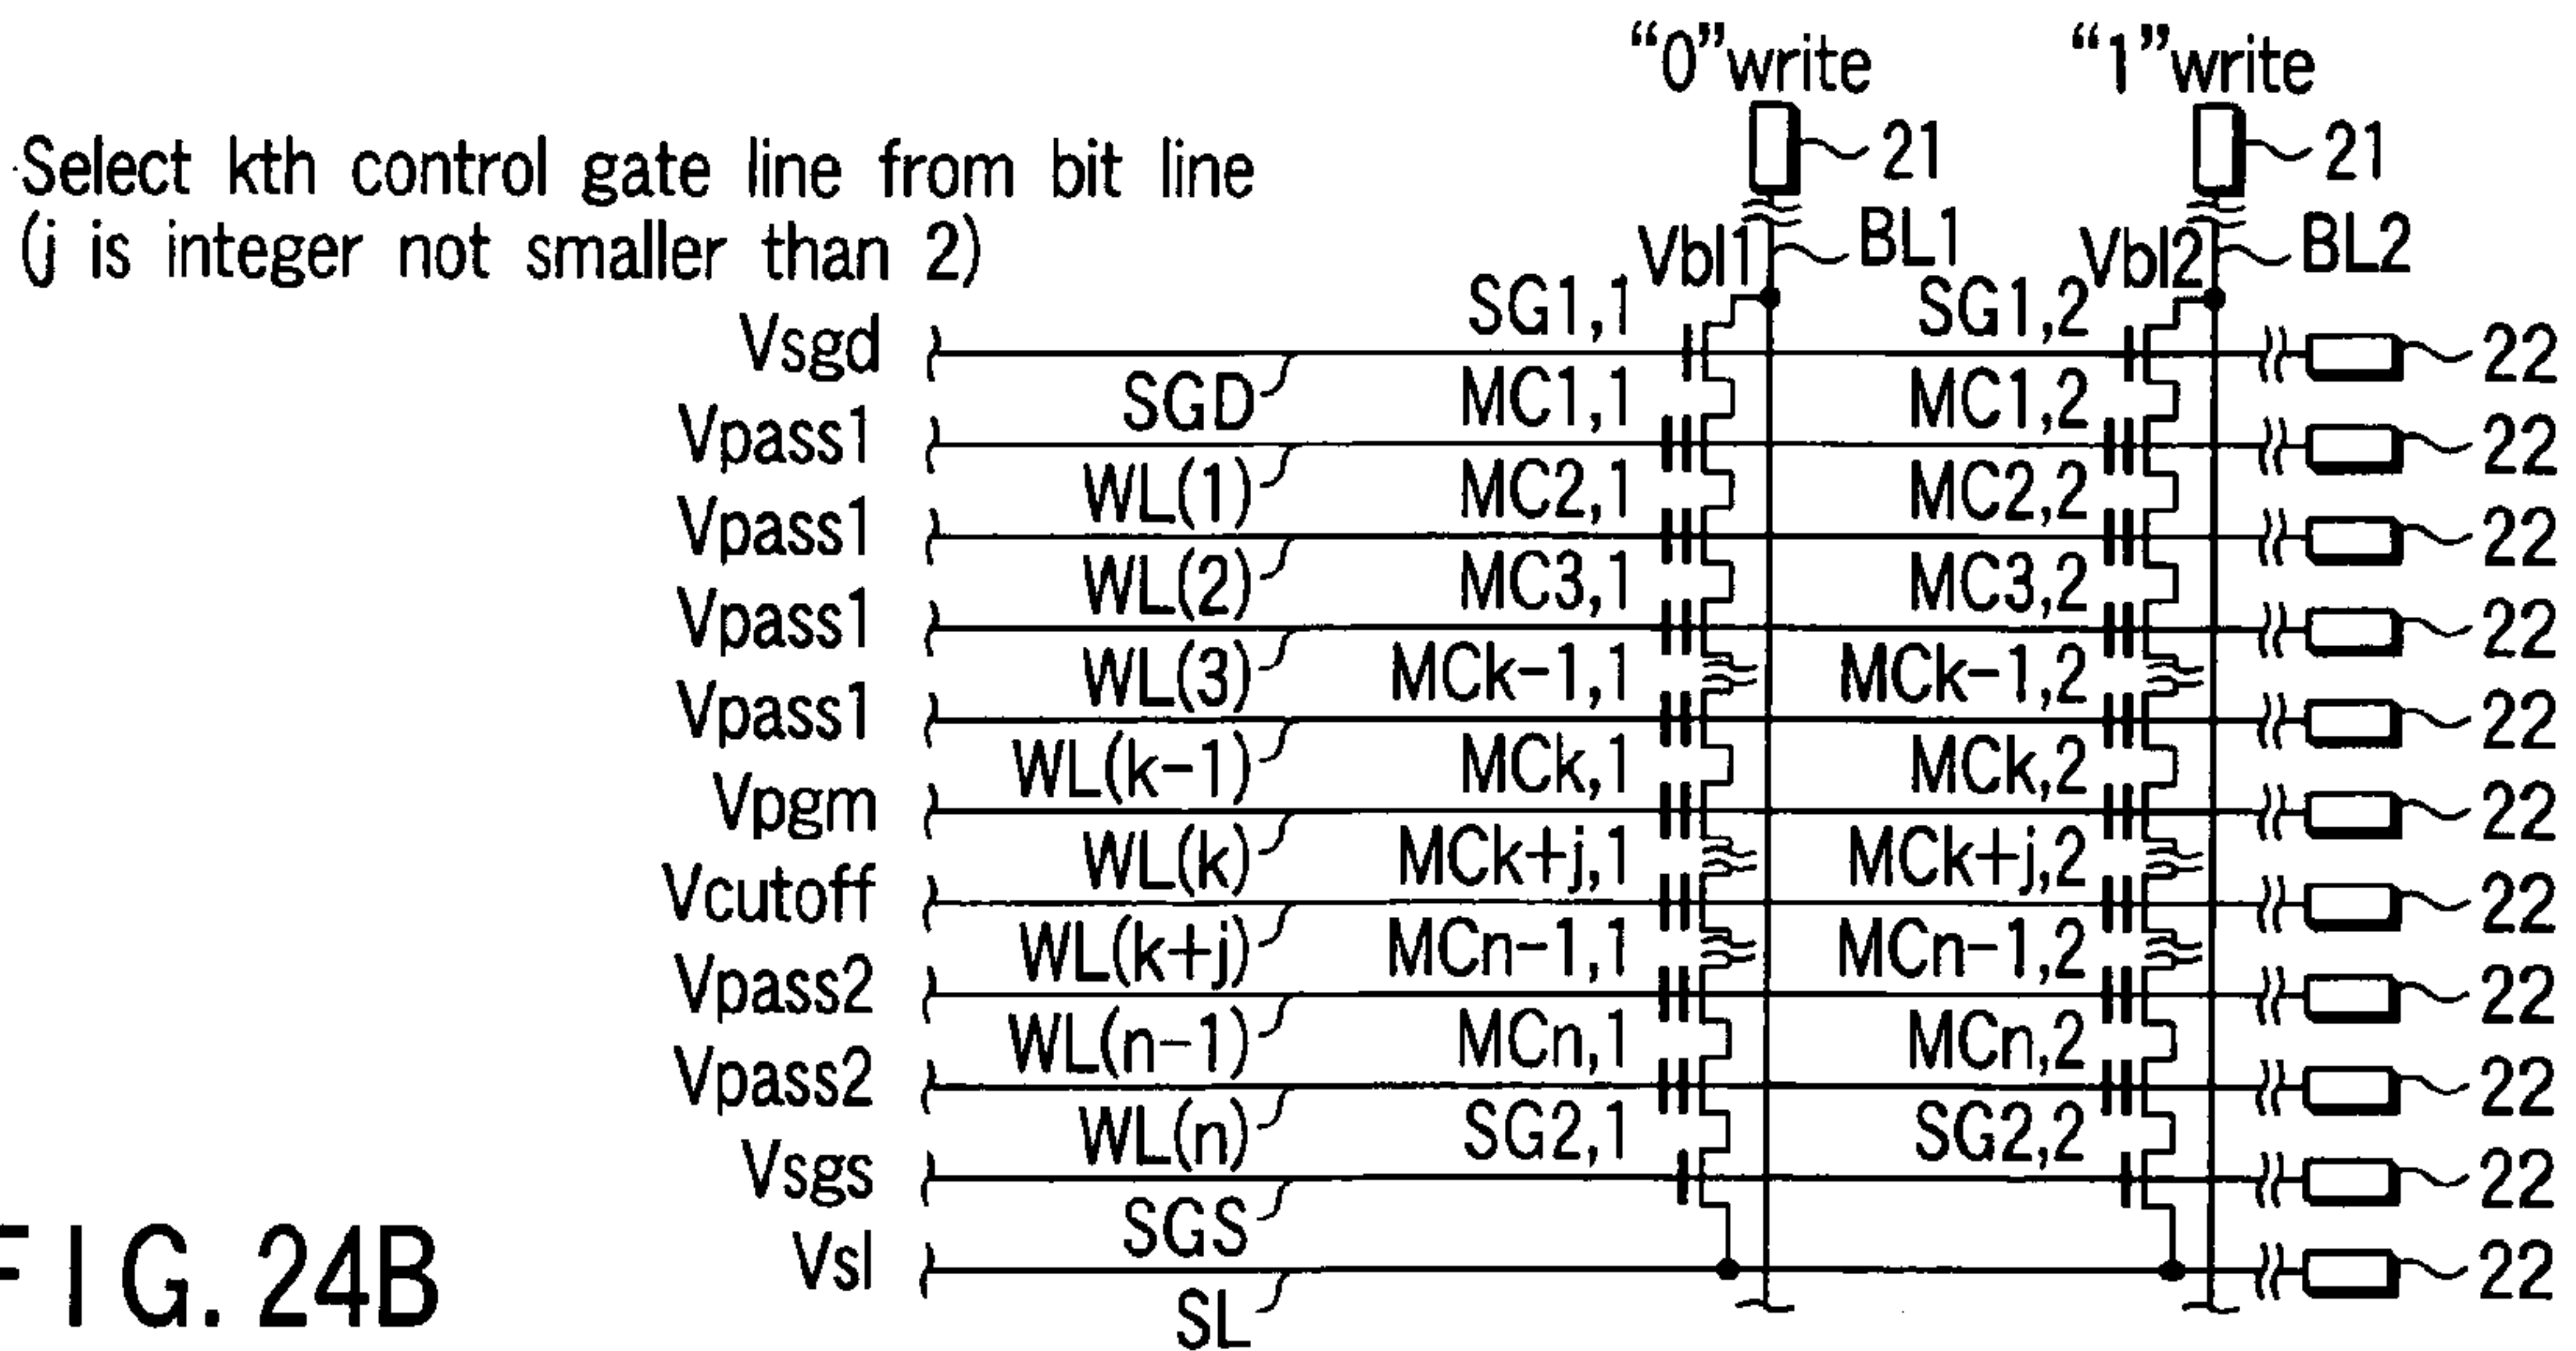 “0”write “1”write
Select kth control gate line from bit line 21 21
(j is integer not smaller than 2) Vbl1 BL1 Vbl2 BL2
SG1,1 SG1,2
Vsgd 22
SGD MC1,1 MC1,2
Vpass1 22
WL(1) MC2,1 MC2,2
Vpass1 22
WL(2) MC3,1 MC3,2
Vpass1 22
WL(3) MCk-1,1 MCk-1,2
Vpass1 22
WL(k-1) MCk,1 MCk,2
Vpgm 22
WL(k) MCk+j,1 MCk+j,2
Vcutoff 22
WL(k+j) MCn-1,1 MCn-1,2
Vpass2 22
WL(n-1) MCn,1 MCn,2
Vpass2 22
WL(n) SG2,1 SG2,2
Vsgs 22
SGS
Vsl 22
SL
FIG. 24B